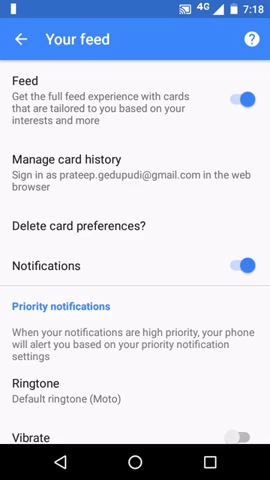 4G 7:18
Your feed ?
Feed
Get the full feed experience with cards
that are tailored to you based on your
interests and more
Manage card history
Sign in as prateep.gedupudi@gmail.com in the web
browser
Delete card preferences?
Notifications
Priority notifications
When your notifications are high priority, your phone
will alert you based on your priority notification
settings
Ringtone
Default ringtone (Moto)
Vibrate